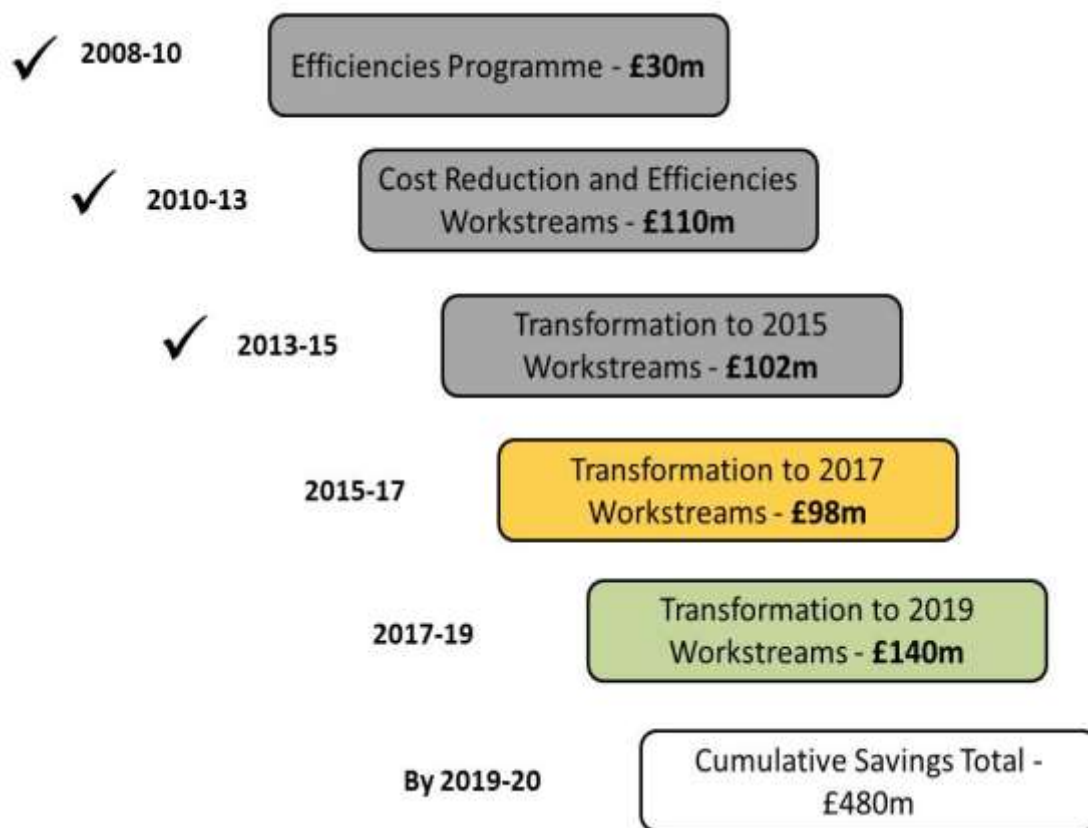 2008-10
Efficiencies Programme - £30m
2010-13
Cost Reduction and Efficiencies
Workstreams - £110m
2013-15
Transformation to 2015
Workstreams - £102m
2015-17
Transformation to 2017
Workstreams - £98m
2017-19
Transformation to 2019
Workstreams - £140m
By 2019-20
Cumulative Savings Total -
£480m